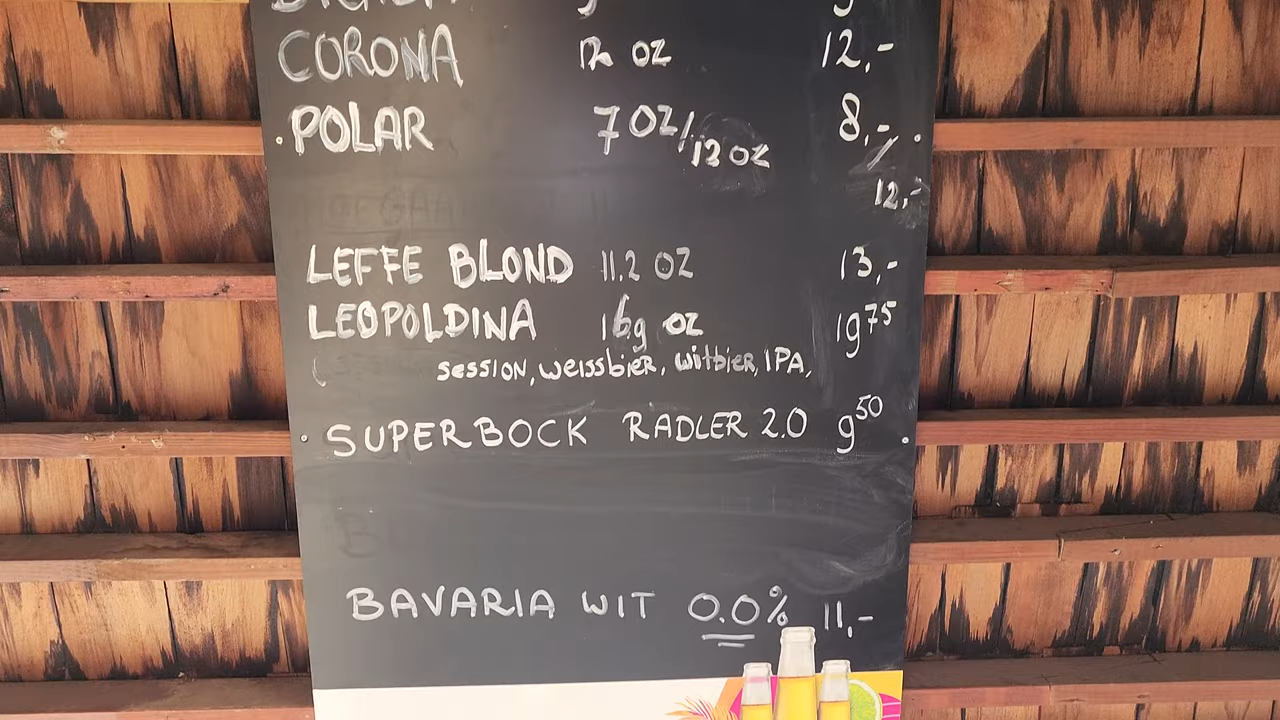 CORONA 12 OZ 12,-
. POLAR 7 OZ/12 OZ 8,-/ .
12,-
LEFFE BLOND 11.2 OZ 13,-
LEOPOLDINA 16,9 OZ 19 75
SESSION, WEISSBIER, WITBIER, IPA,
. SUPERBOCK RADLER 2.0 9 50 .
BAVARIA WIT 0.0% 11,-